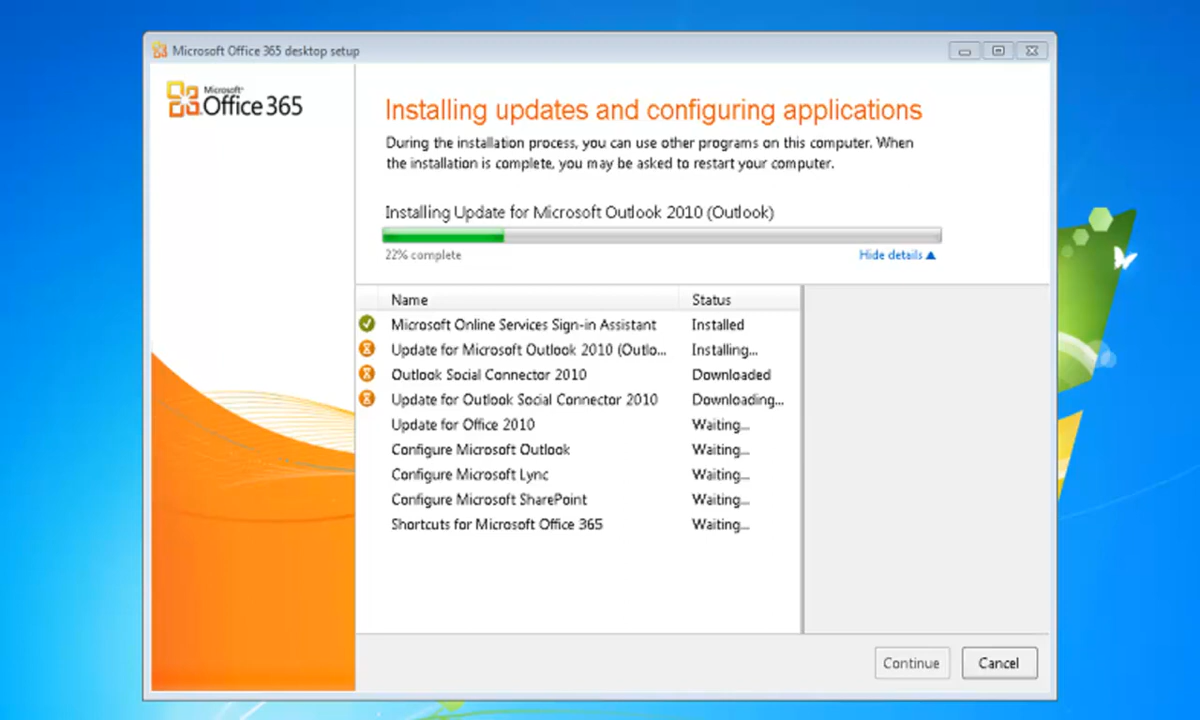 Microsoft Office 365 desktop setup
Microsoft®
Office 365
Installing updates and configuring applications
During the installation process, you can use other programs on this computer. When
the installation is complete, you may be asked to restart your computer.
Installing Update for Microsoft Outlook 2010 (Outlook)
22% complete Hide details
Name Status
Microsoft Online Services Sign-in Assistant Installed
Update for Microsoft Outlook 2010 (Outlo... Installing...
Outlook Social Connector 2010 Downloaded
Update for Outlook Social Connector 2010 Downloading...
Update for Office 2010 Waiting...
Configure Microsoft Outlook Waiting...
Configure Microsoft Lync Waiting...
Configure Microsoft SharePoint Waiting...
Shortcuts for Microsoft Office 365 Waiting...
Continue Cancel